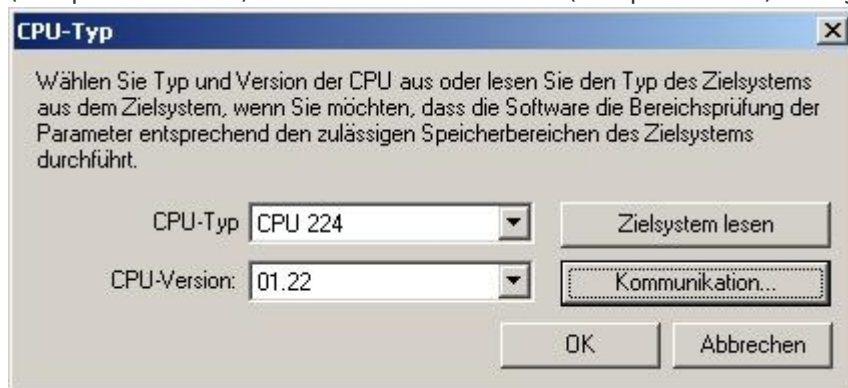 CPU-Typ
Wählen Sie Typ und Version der CPU aus oder lesen Sie den Typ des Zielsystems
aus dem Zielsystem, wenn Sie möchten, dass die Software die Bereichsprüfung der
Parameter entsprechend den zulässigen Speicherbereichen des Zielsystems
durchführt.
CPU-Typ CPU 224 Zielsystem lesen
CPU-Version: 01.22 Kommunikation...
OK Abbrechen